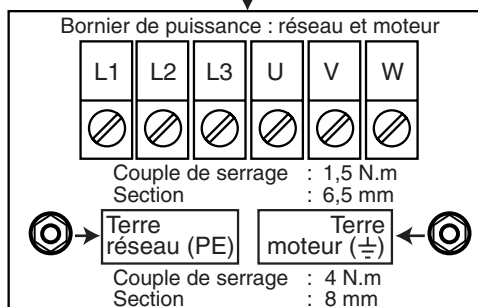 Bornier de puissance : réseau et moteur
L1 L2 L3 U V W
Couple de serrage : 1,5 N.m
Section : 6,5 mm
Terre réseau (PE)
Terre moteur (⏚)
Couple de serrage : 4 N.m
Section : 8 mm